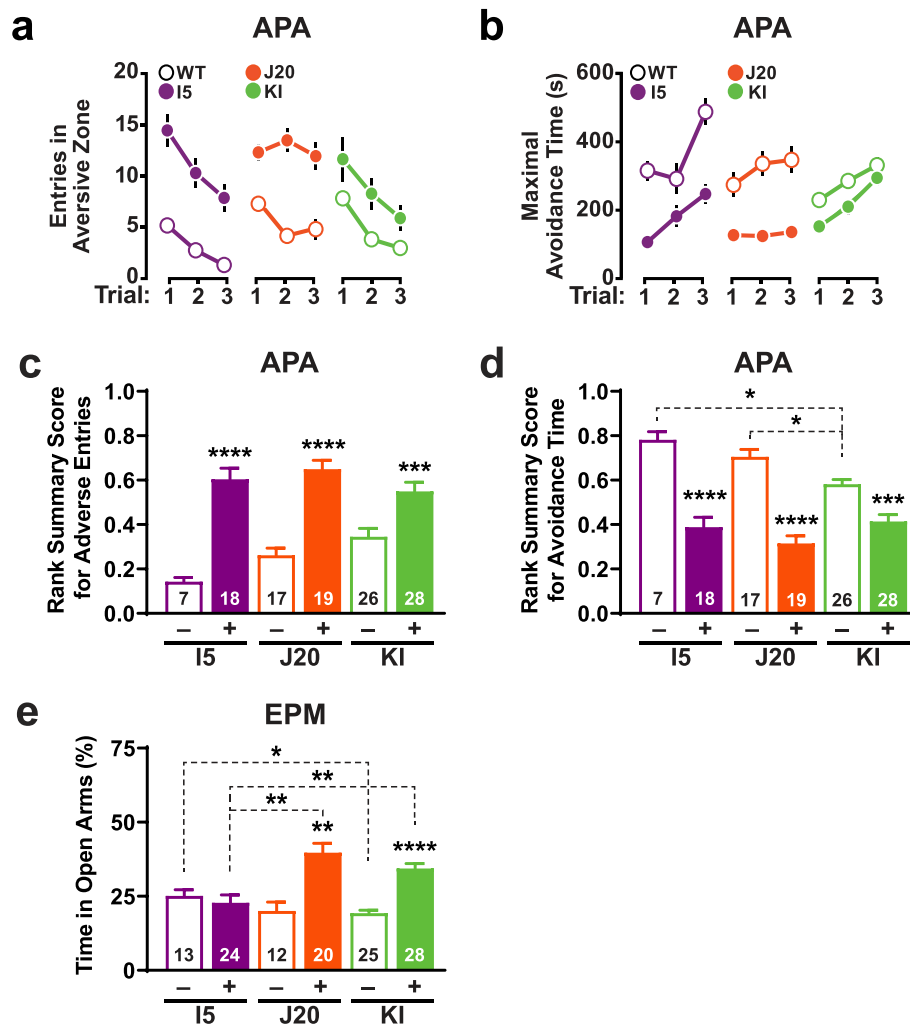 a
APA
WT
J20
I5
KI
Entries in
Aversive Zone
20
15
10
5
0
Trial: 1 2 3 1 2 3 1 2 3
b
APA
WT
J20
I5
KI
Maximal
Avoidance Time (s)
600
400
200
0
Trial: 1 2 3 1 2 3 1 2 3
c
APA
Rank Summary Score
for Adverse Entries
1.0
0.8
0.6
0.4
0.2
0.0
**** **** ***
7 18 17 19 26 28
– + – + – +
I5 J20 KI
d
APA
Rank Summary Score
for Avoidance Time
1.0
0.8
0.6
0.4
0.2
0.0
*
*
**** **** ***
7 18 17 19 26 28
– + – + – +
I5 J20 KI
e
EPM
Time in Open Arms (%)
75
50
25
0
*
**
**
** ****
13 24 12 20 25 28
– + – + – +
I5 J20 KI